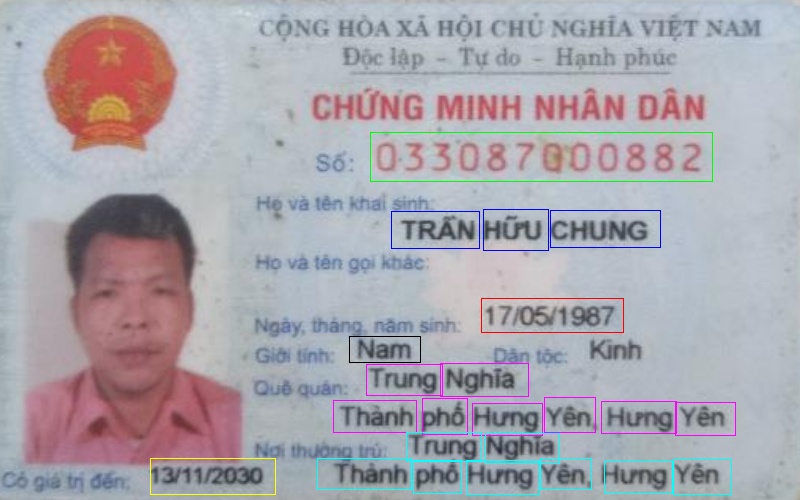 CỘNG HÒA XÃ HỘI CHỦ NGHĨA VIỆT NAM
Độc lập - Tự do - Hạnh phúc
CHỨNG MINH NHÂN DÂN
Số: 033087000882
Họ và tên khai sinh:
TRẦN HỮU CHUNG
Họ và tên gọi khác:
Ngày, tháng, năm sinh: 17/05/1987
Giới tính: Nam Dân tộc: Kinh
Quê quán: Trung Nghĩa
Thành phố Hưng Yên, Hưng Yên
Nơi thường trú: Trung Nghĩa
Có giá trị đến: 13/11/2030 Thành phố Hưng Yên, Hưng Yên